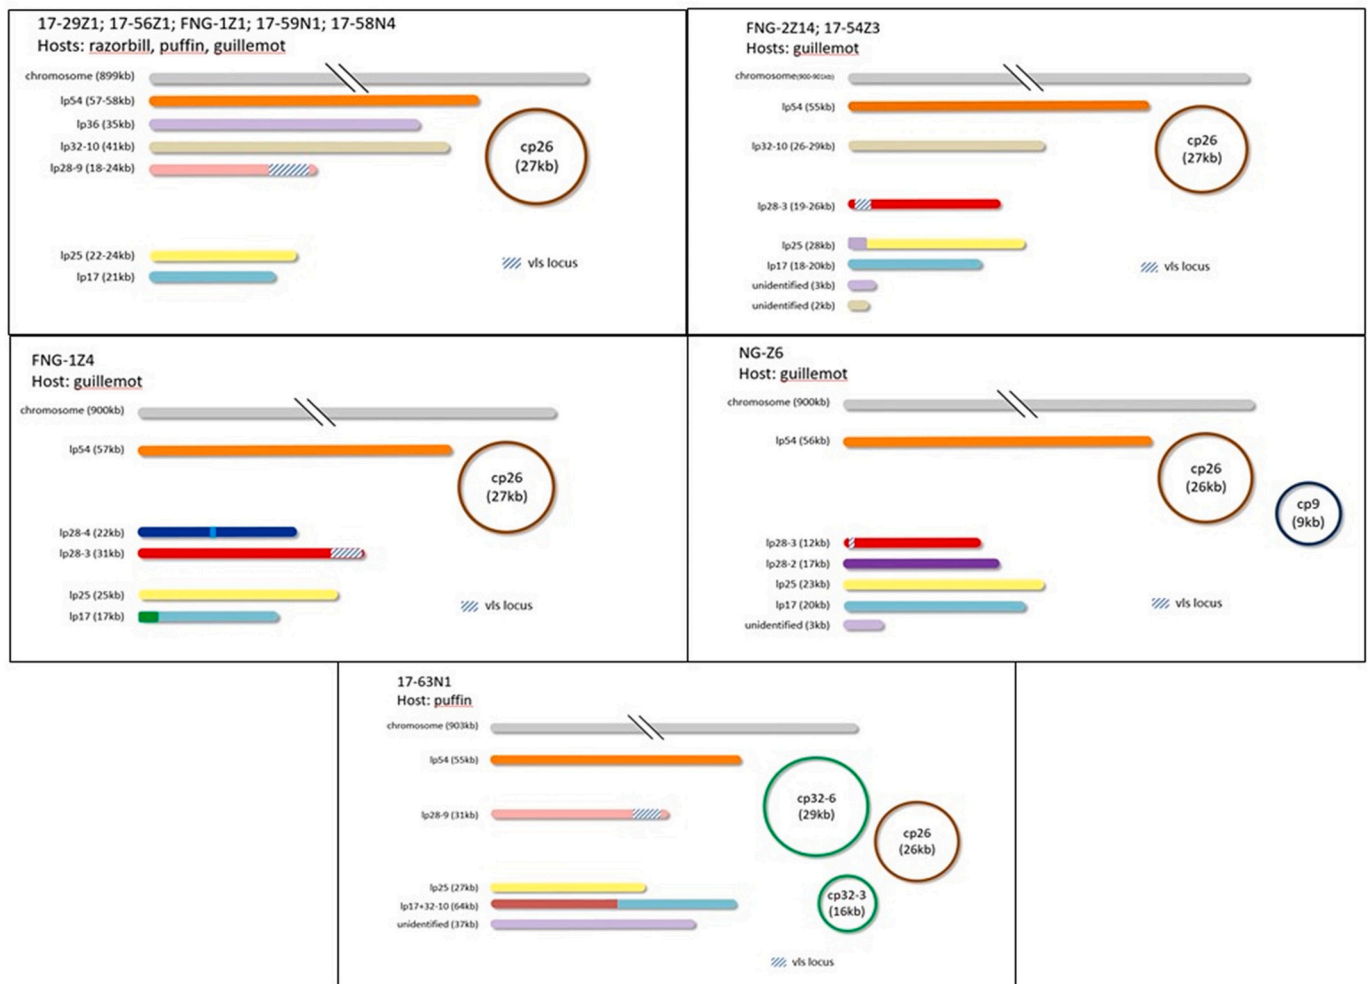 17-29Z1; 17-56Z1; FNG-1Z1; 17-59N1; 17-58N4
Hosts: razorbill, puffin, guillemot
chromosome (899kb)
lp54 (57-58kb)
lp36 (35kb)
lp32-10 (41kb)
lp28-9 (18-24kb)
cp26
(27kb)
lp25 (22-24kb)
lp17 (21kb)
vls locus
FNG-2Z14; 17-54Z3
Hosts: guillemot
chromosome(900-901kb)
lp54 (55kb)
lp32-10 (26-29kb)
cp26
(27kb)
lp28-3 (19-26kb)
lp25 (28kb)
lp17 (18-20kb)
unidentified (3kb)
unidentified (2kb)
vls locus
FNG-1Z4
Host: guillemot
chromosome (900kb)
lp54 (57kb)
cp26
(27kb)
lp28-4 (22kb)
lp28-3 (31kb)
lp25 (25kb)
lp17 (17kb)
vls locus
NG-Z6
Host: guillemot
chromosome (900kb)
lp54 (56kb)
cp26
(26kb)
cp9
(9kb)
lp28-3 (12kb)
lp28-2 (17kb)
lp25 (23kb)
lp17 (20kb)
unidentified (3kb)
vls locus
17-63N1
Host: puffin
chromosome (903kb)
lp54 (55kb)
lp28-9 (31kb)
cp32-6
(29kb)
cp26
(26kb)
lp25 (27kb)
lp17+32-10 (64kb)
unidentified (37kb)
cp32-3
(16kb)
vls locus